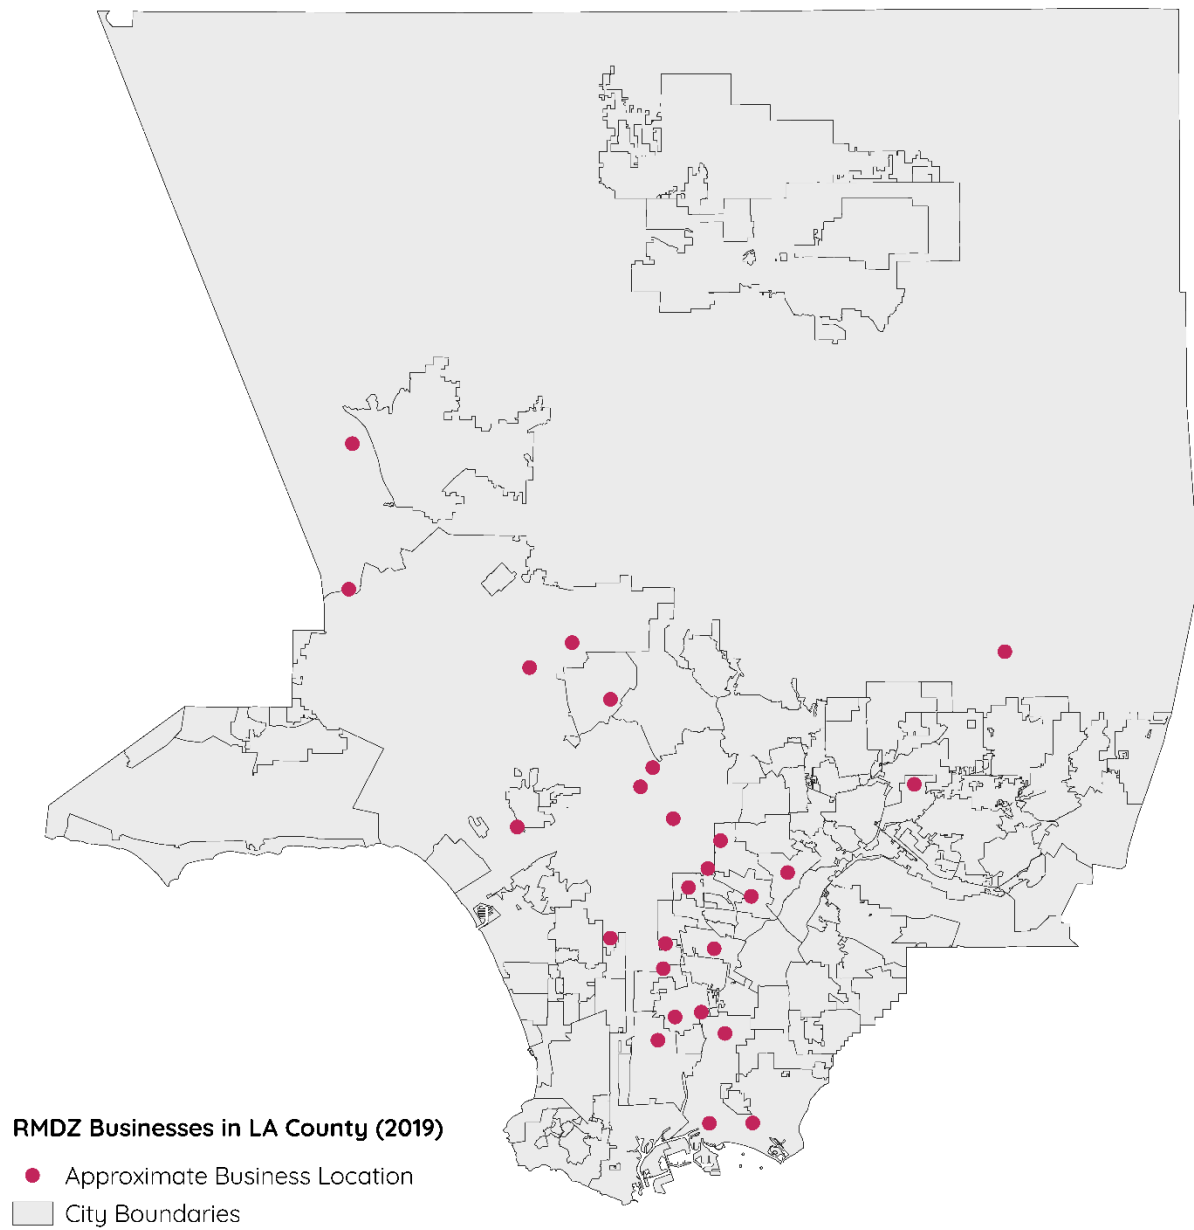 RMDZ Businesses in LA County (2019)
Approximate Business Location
City Boundaries